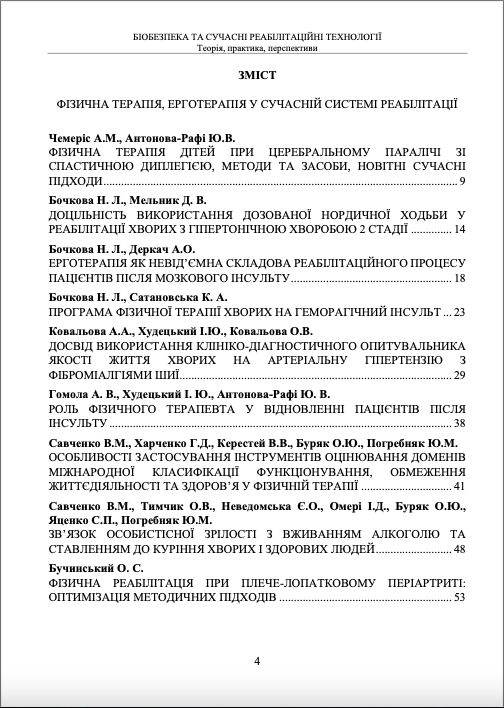 БІОБЕЗПЕКА ТА СУЧАСНІ РЕАБІЛІТАЦІЙНІ ТЕХНОЛОГІЇ
Теорія, практика, перспективи
ЗМІСТ
ФІЗИЧНА ТЕРАПІЯ, ЕРГОТЕРАПІЯ У СУЧАСНІЙ СИСТЕМІ РЕАБІЛІТАЦІЇ
Чемеріс А.М., Антонова-Рафі Ю.В.
ФІЗИЧНА ТЕРАПІЯ ДІТЕЙ ПРИ ЦЕРЕБРАЛЬНОМУ ПАРАЛІЧІ ЗІ
СПАСТИЧНОЮ ДИПЛЕГІЄЮ, МЕТОДИ ТА ЗАСОБИ, НОВІТНІ СУЧАСНІ
ПІДХОДИ ... 9
Бочкова Н. Л., Мельник Д. В.
ДОЦІЛЬНІСТЬ ВИКОРИСТАННЯ ДОЗОВАНОЇ НОРДИЧНОЇ ХОДЬБИ У
РЕАБІЛІТАЦІЇ ХВОРИХ З ГІПЕРТОНІЧНОЮ ХВОРОБОЮ 2 СТАДІЇ ... 14
Бочкова Н. Л., Деркач А.О.
ЕРГОТЕРАПІЯ ЯК НЕВІД’ЄМНА СКЛАДОВА РЕАБІЛІТАЦІЙНОГО ПРОЦЕСУ
ПАЦІЄНТІВ ПІСЛЯ МОЗКОВОГО ІНСУЛЬТУ ... 18
Бочкова Н. Л., Сатановська К. А.
ПРОГРАМА ФІЗИЧНОЇ ТЕРАПІЇ ХВОРИХ НА ГЕМОРАГІЧНИЙ ІНСУЛЬТ ... 23
Ковальова А.А., Худецький І.Ю., Ковальова О.В.
ДОСВІД ВИКОРИСТАННЯ КЛІНІКО-ДІАГНОСТИЧНОГО ОПИТУВАЛЬНИКА
ЯКОСТІ ЖИТТЯ ХВОРИХ НА АРТЕРІАЛЬНУ ГІПЕРТЕНЗІЮ З
ФІБРОМІАЛГІЯМИ ШИЇ ... 29
Гомола А. В., Худецький І. Ю., Антонова-Рафі Ю. В.
РОЛЬ ФІЗИЧНОГО ТЕРАПЕВТА У ВІДНОВЛЕННІ ПАЦІЄНТІВ ПІСЛЯ
ІНСУЛЬТУ ... 38
Савченко В.М., Харченко Г.Д., Керестей В.В., Буряк О.Ю., Погребняк Ю.М.
ОСОБЛИВОСТІ ЗАСТОСУВАННЯ ІНСТРУМЕНТІВ ОЦІНЮВАННЯ ДОМЕНІВ
МІЖНАРОДНОЇ КЛАСИФІКАЦІЇ ФУНКЦІОНУВАННЯ, ОБМЕЖЕННЯ
ЖИТТЄДІЯЛЬНОСТІ ТА ЗДОРОВ’Я У ФІЗИЧНІЙ ТЕРАПІЇ ... 41
Савченко В.М., Тимчик О.В., Неведомська Є.О., Омері І.Д., Буряк О.Ю.,
Яценко С.П., Погребняк Ю.М.
ЗВ’ЯЗОК ОСОБИСТІСНОЇ ЗРІЛОСТІ З ВЖИВАННЯМ АЛКОГОЛЮ ТА
СТАВЛЕННЯМ ДО КУРІННЯ ХВОРИХ І ЗДОРОВИХ ЛЮДЕЙ ... 48
Бучинський О. С.
ФІЗИЧНА РЕАБІЛІТАЦІЯ ПРИ ПЛЕЧЕ-ЛОПАТКОВОМУ ПЕРІАРТРИТІ:
ОПТИМІЗАЦІЯ МЕТОДИЧНИХ ПІДХОДІВ ... 53
4